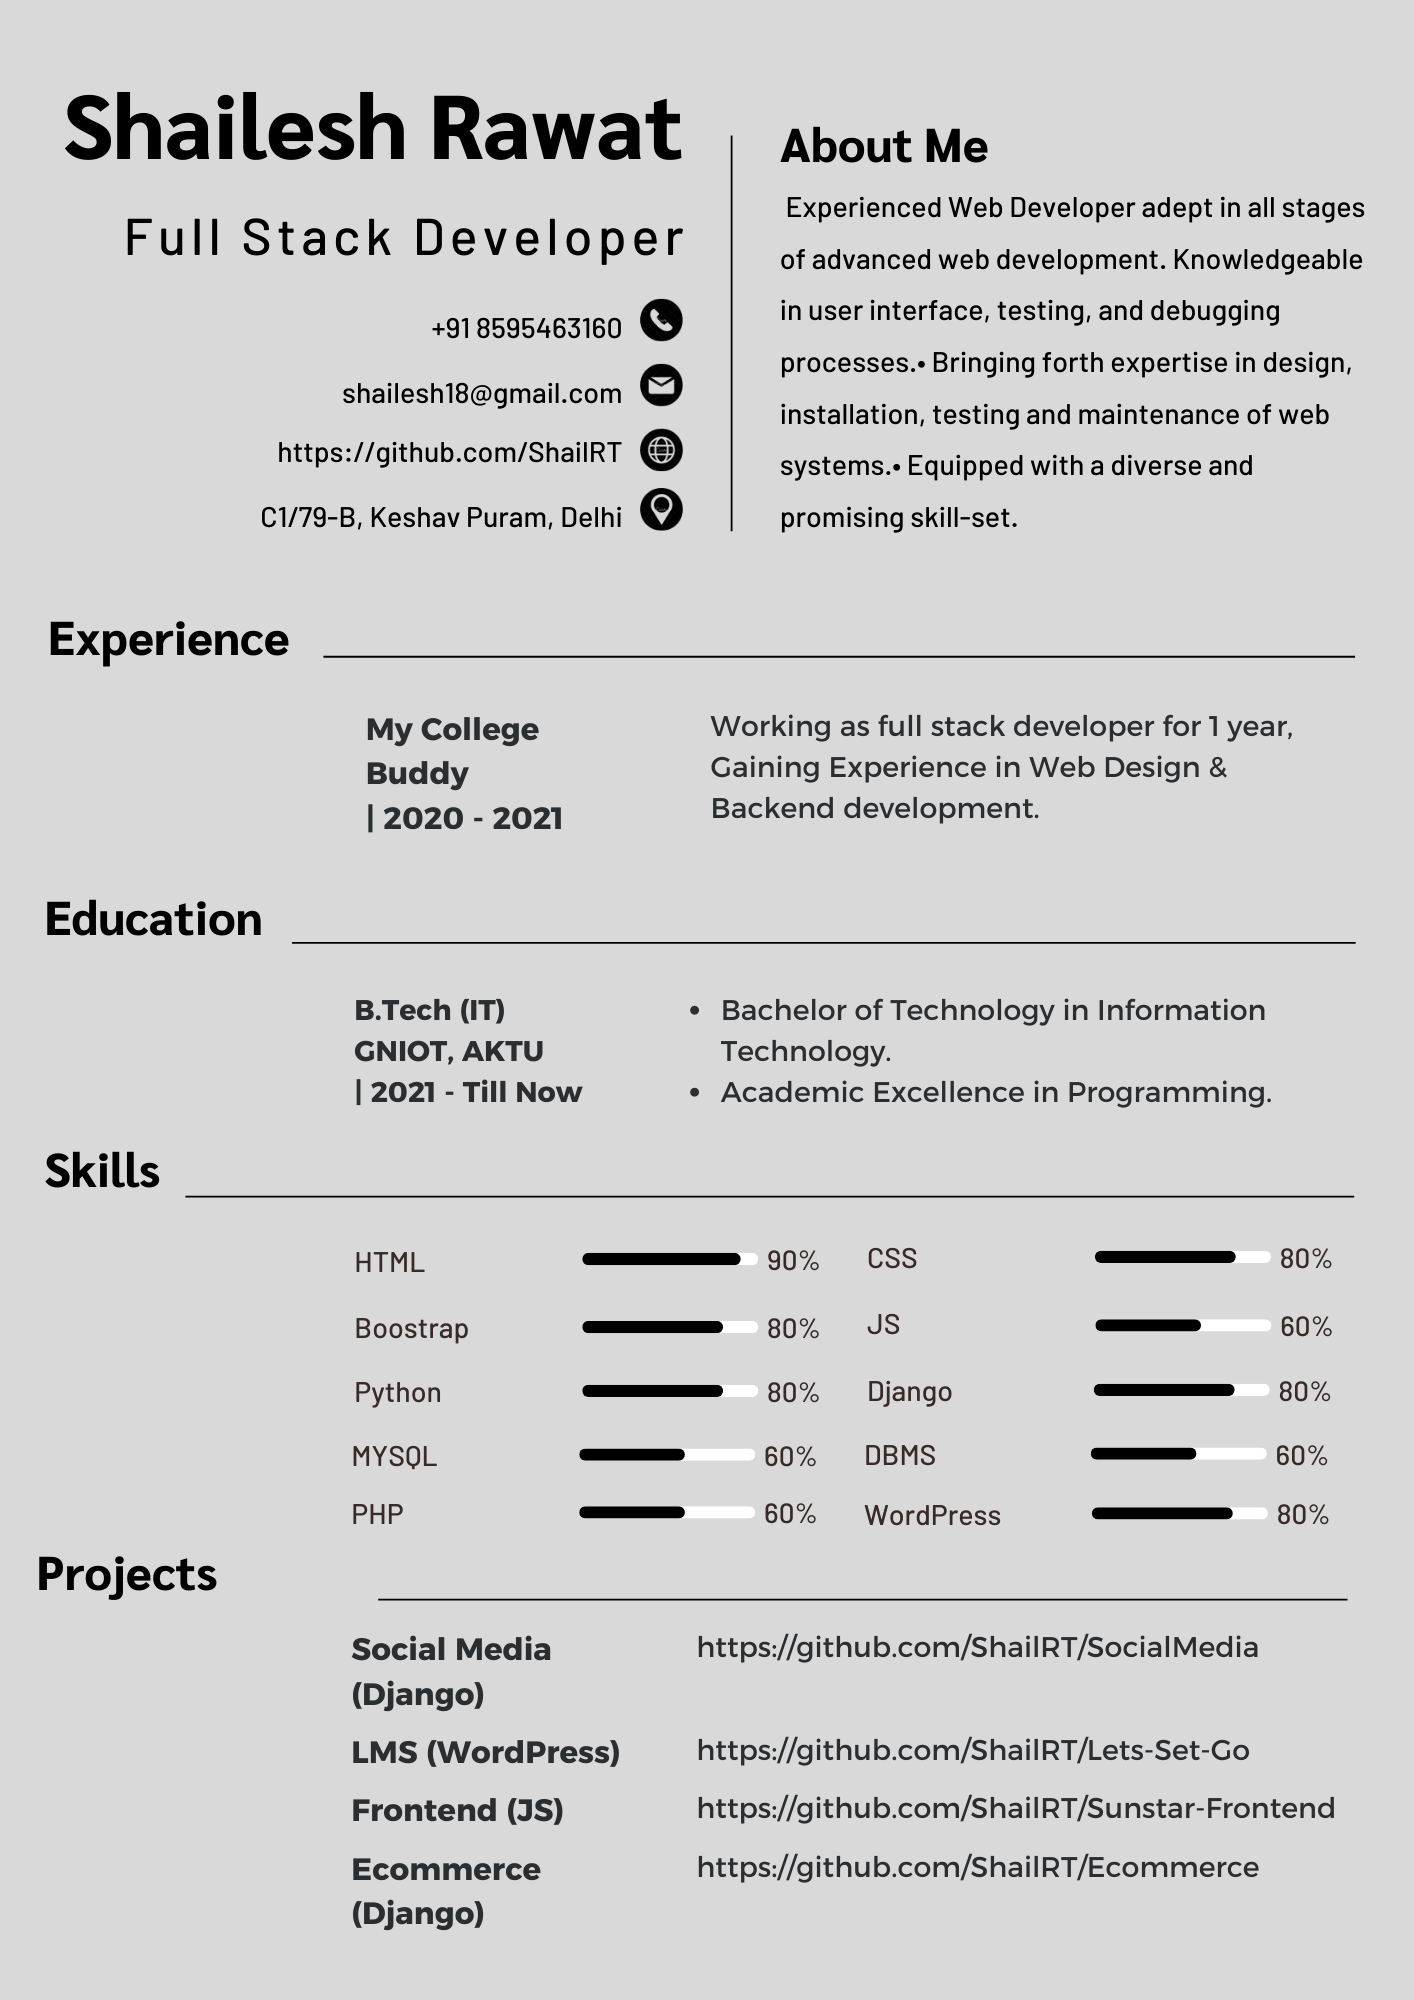 Shailesh Rawat
Full Stack Developer
+91 8595463160
shailesh18@gmail.com
https://github.com/ShailRT
C1/79-B, Keshav Puram, Delhi
About Me
Experienced Web Developer adept in all stages
of advanced web development. Knowledgeable
in user interface, testing, and debugging
processes.• Bringing forth expertise in design,
installation, testing and maintenance of web
systems.• Equipped with a diverse and
promising skill-set.
Experience
My College
Buddy
| 2020 - 2021
Working as full stack developer for 1 year,
Gaining Experience in Web Design &
Backend development.
Education
B.Tech (IT)
GNIOT, AKTU
| 2021 - Till Now
• Bachelor of Technology in Information
Technology.
• Academic Excellence in Programming.
Skills
HTML 90% CSS 80%
Boostrap 80% JS 60%
Python 80% Django 80%
MYSQL 60% DBMS 60%
PHP 60% WordPress 80%
Projects
Social Media
(Django)
https://github.com/ShailRT/SocialMedia
LMS (WordPress) https://github.com/ShailRT/Lets-Set-Go
Frontend (JS) https://github.com/ShailRT/Sunstar-Frontend
Ecommerce
(Django)
https://github.com/ShailRT/Ecommerce